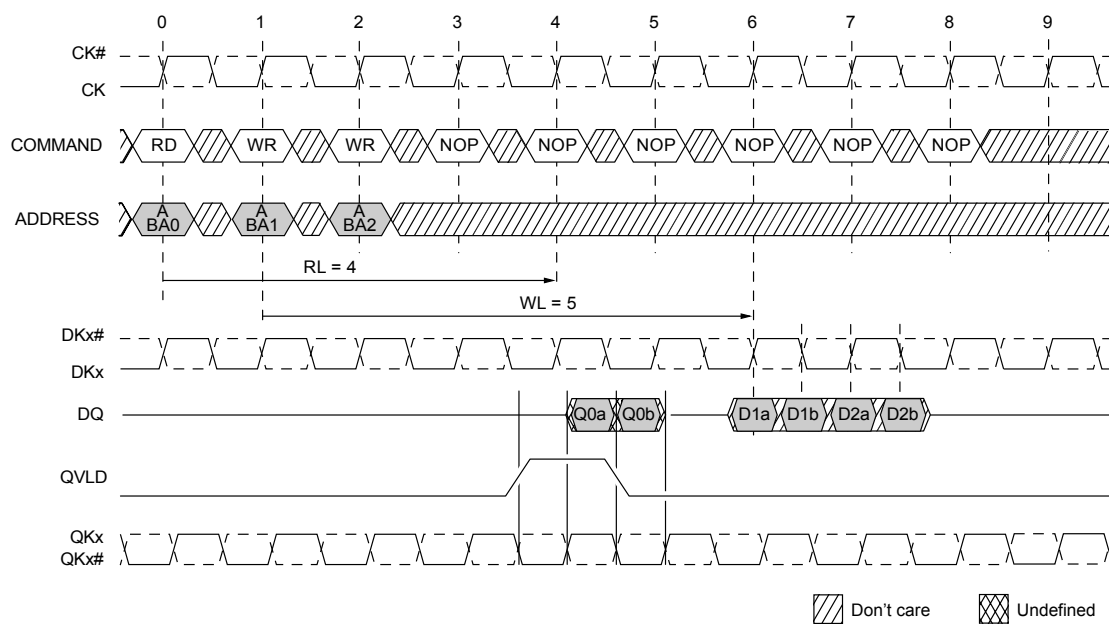 0 1 2 3 4 5 6 7 8 9
CK#
CK
COMMAND RD WR WR NOP NOP NOP NOP NOP NOP
ADDRESS A BA0 A BA1 A BA2
RL = 4
WL = 5
DKx#
DKx
DQ Q0a Q0b D1a D1b D2a D2b
QVLD
QKx
QKx#
Don't care Undefined